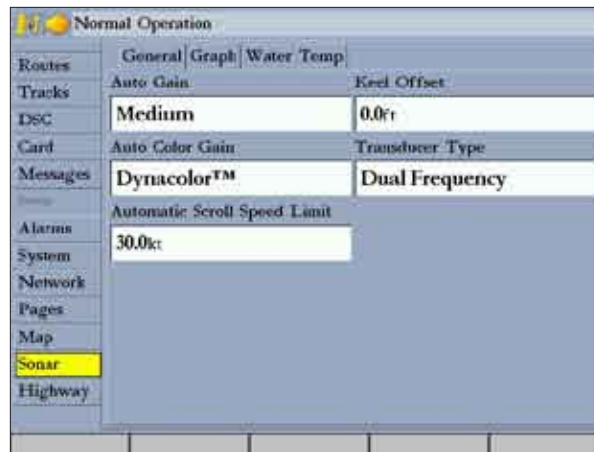 Normal Operation
Routes
Tracks
DSC
Card
Messages
Alarms
System
Network
Pages
Map
Sonar
Highway
General Graph Water Temp
Auto Gain
Medium
Keel Offset
0.0ft
Auto Color Gain
Dynacolor™
Transducer Type
Dual Frequency
Automatic Scroll Speed Limit
30.0kt